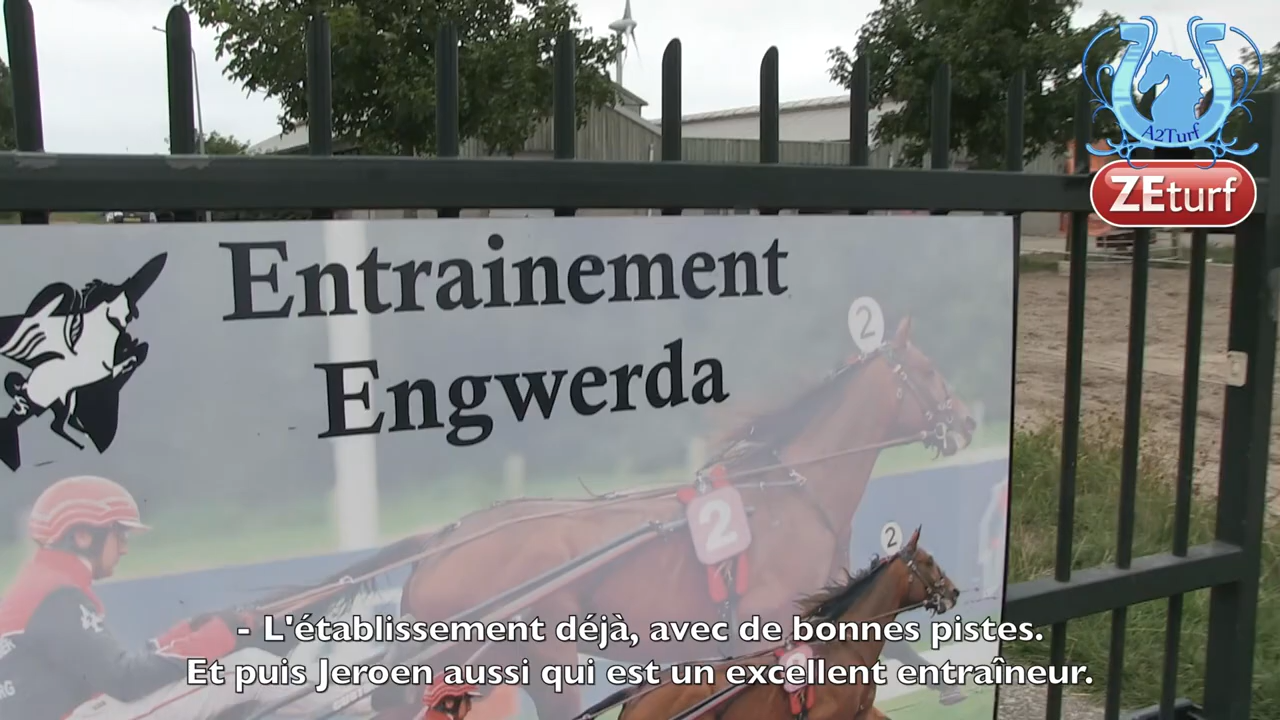 A2Turf
ZEturf
Entrainement
Engwerda
2
2
2
- L'établissement déjà, avec de bonnes pistes.
Et puis Jeroen aussi qui est un excellent entraîneur.